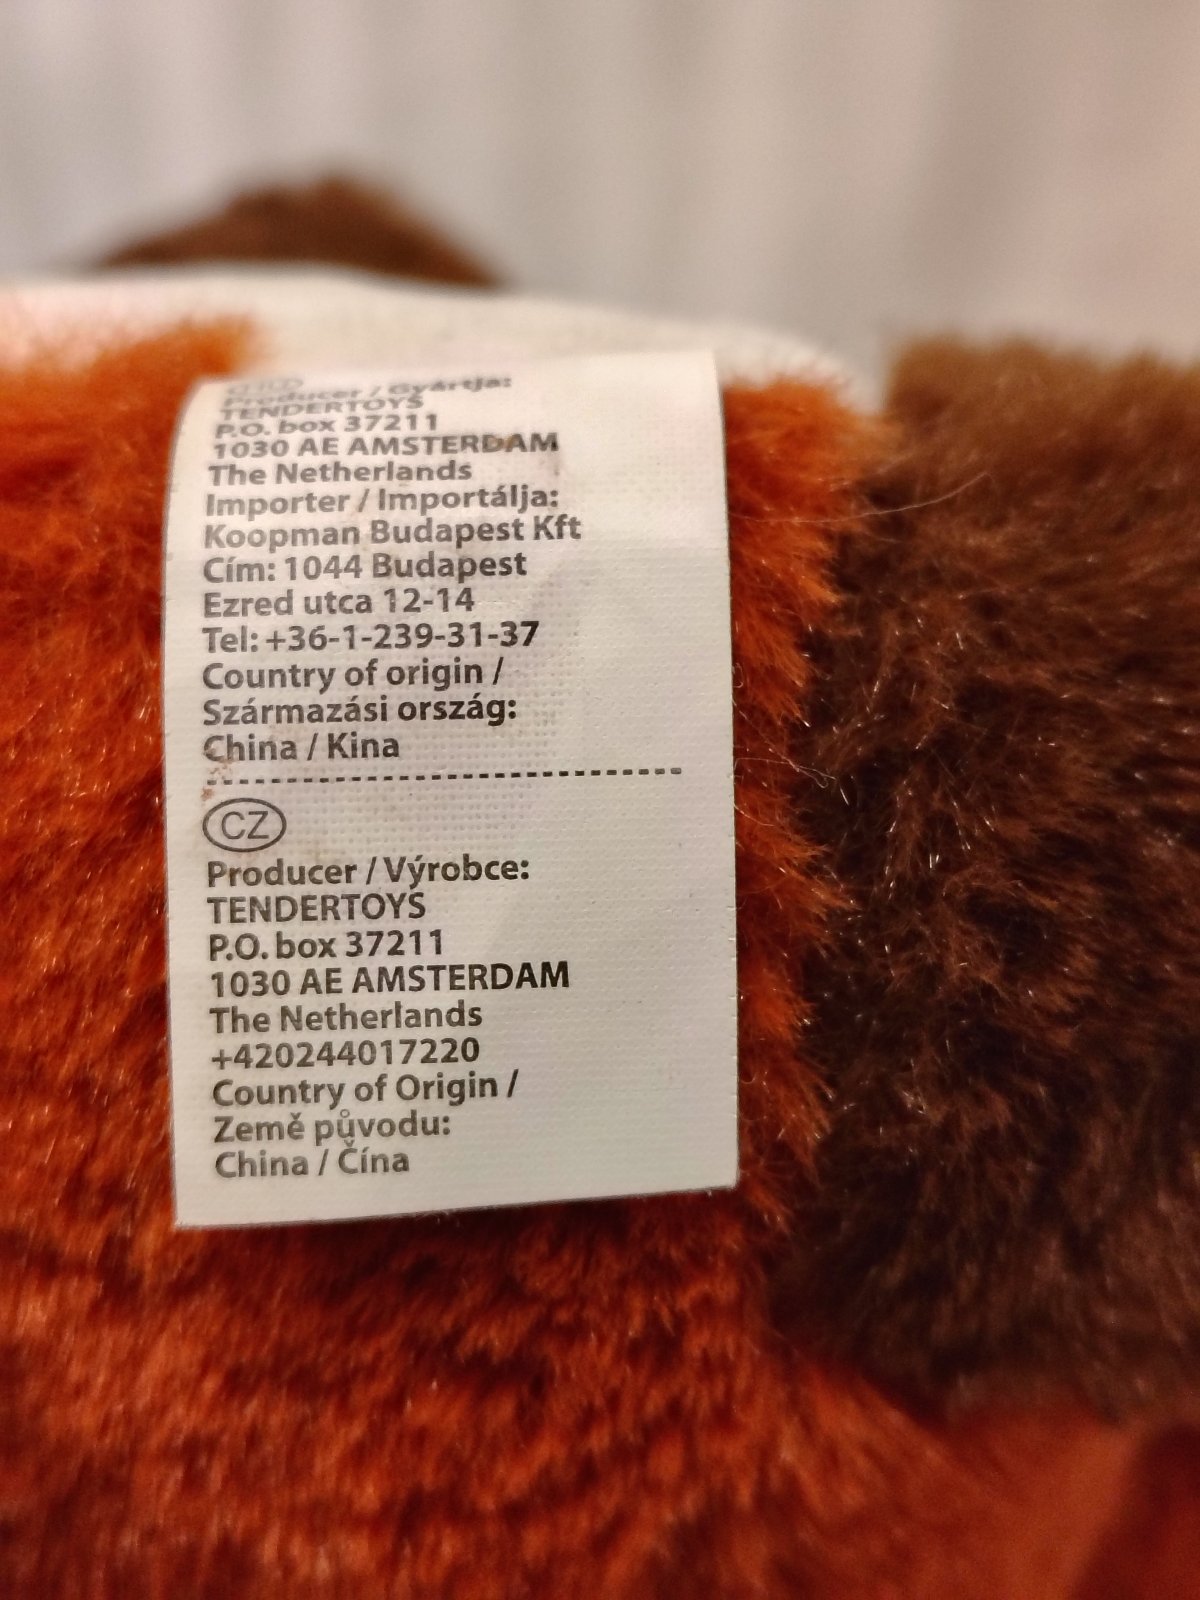 Producer / Gyártja:
TENDERTOYS
P.O. box 37211
1030 AE AMSTERDAM
The Netherlands
Importer / Importálja:
Koopman Budapest Kft
Cím: 1044 Budapest
Ezred utca 12-14
Tel: +36-1-239-31-37
Country of origin /
Származási ország:
China / Kina
CZ
Producer / Výrobce:
TENDERTOYS
P.O. box 37211
1030 AE AMSTERDAM
The Netherlands
+420244017220
Country of Origin /
Země původu:
China / Čína